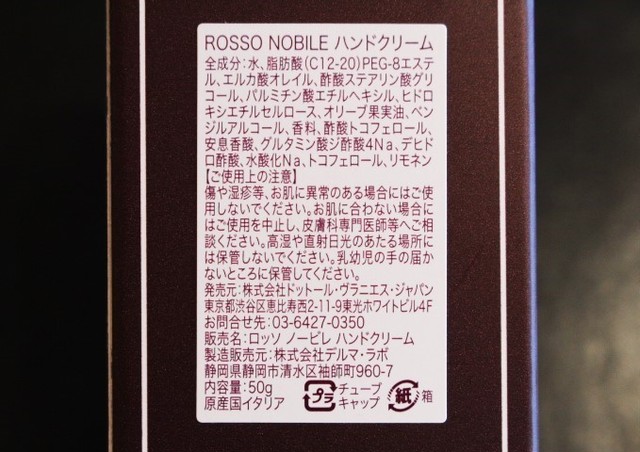 ROSSO NOBILE ハンドクリーム
全成分：水、脂肪酸（C12-20）PEG-8エステ
ル、エルカ酸オレイル、酢酸ステアリン酸グリ
コール、パルミチン酸エチルヘキシル、ヒドロ
キシエチルセルロース、オリーブ果実油、ベン
ジルアルコール、香料、酢酸トコフェロール、
安息香酸、グルタミン酸ジ酢酸4Na、デヒド
ロ酢酸、水酸化Na、トコフェロール、リモネン
【ご使用上の注意】
傷や湿疹等、お肌に異常のある場合にはご使
用しないでください。お肌に合わない場合に
はご使用を中止し、皮膚科専門医師等へご相
談ください。高湿や直射日光のあたる場所に
は保管しないでください。乳幼児の手の届か
ないところに保管してください。
発売元：株式会社ドットール・ヴラニエス・ジャパン
東京都渋谷区恵比寿西2-11-9東光ホワイトビル4F
お問合せ先：03-6427-0350
販売名：ロッソ ノービレ ハンドクリーム
製造販売元：株式会社デルマ・ラボ
静岡県静岡市清水区袖師町960-7
内容量：50g
原産国イタリア
プラ
チューブ
キャップ
紙
箱